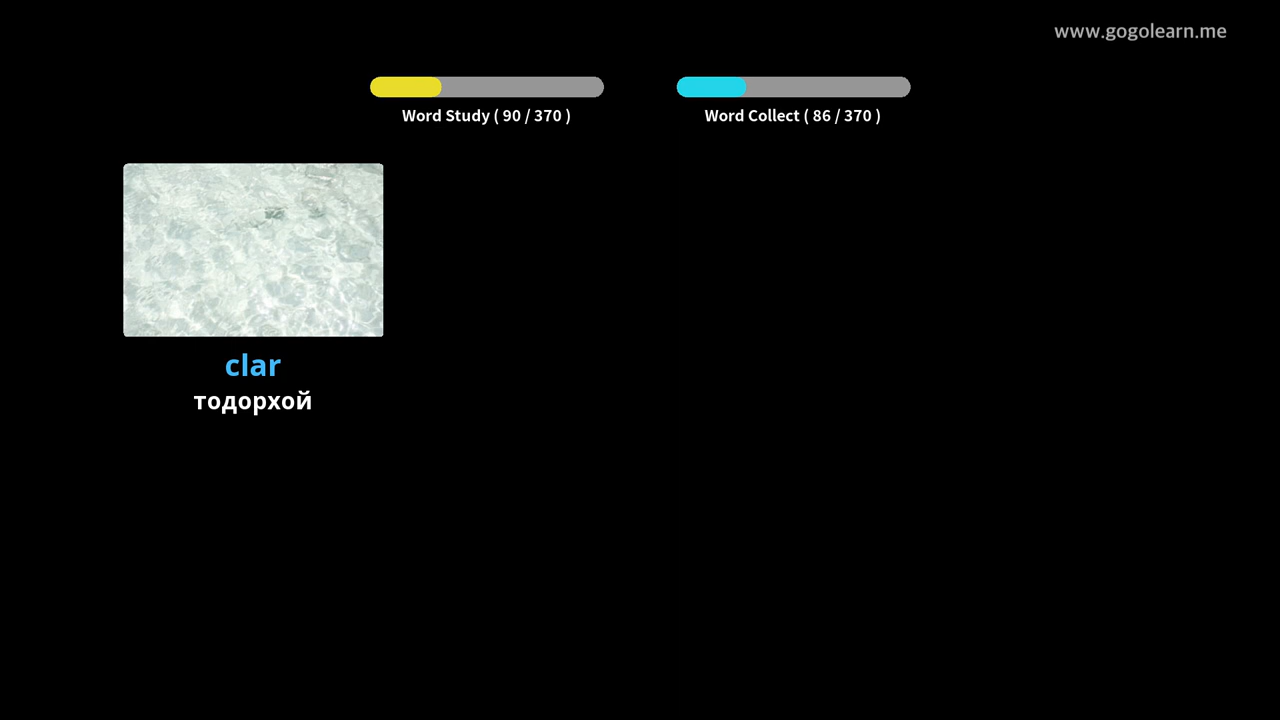 www.gogolearn.me
Word Study ( 90 / 370 )
Word Collect ( 86 / 370 )
clar
тодорхой